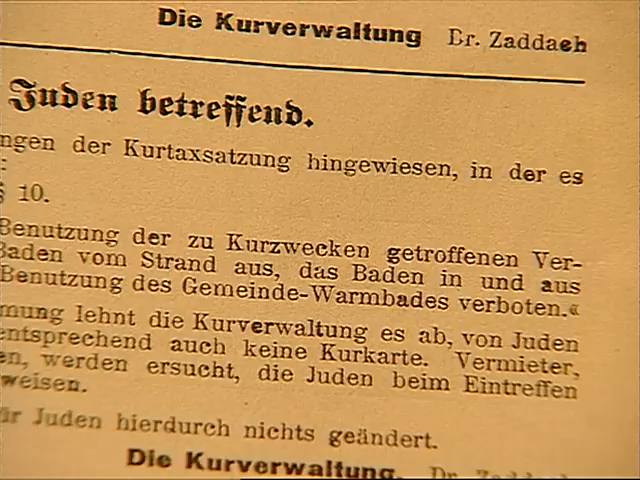 Die Kurverwaltung Dr. Zaddach
Juden betreffend.
ngen der Kurtaxsatzung hingewiesen, in der es
:
§ 10.
Benutzung der zu Kurzwecken getroffenen Ver-
Baden vom Strand aus, das Baden in und aus
Benutzung des Gemeinde-Warmbades verboten.«
mung lehnt die Kurverwaltung es ab, von Juden
entsprechend auch keine Kurkarte. Vermieter,
en, werden ersucht, die Juden beim Eintreffen
weisen.
für Juden hierdurch nichts geändert.
Die Kurverwaltung. Dr. Zaddach